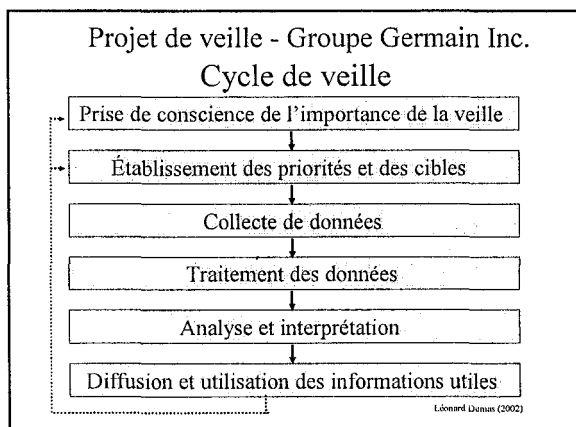 Projet de veille - Groupe Germain Inc.
Cycle de veille
Prise de conscience de l'importance de la veille
Établissement des priorités et des cibles
Collecte de données
Traitement des données
Analyse et interprétation
Diffusion et utilisation des informations utiles
Léonard Dumas (2002)